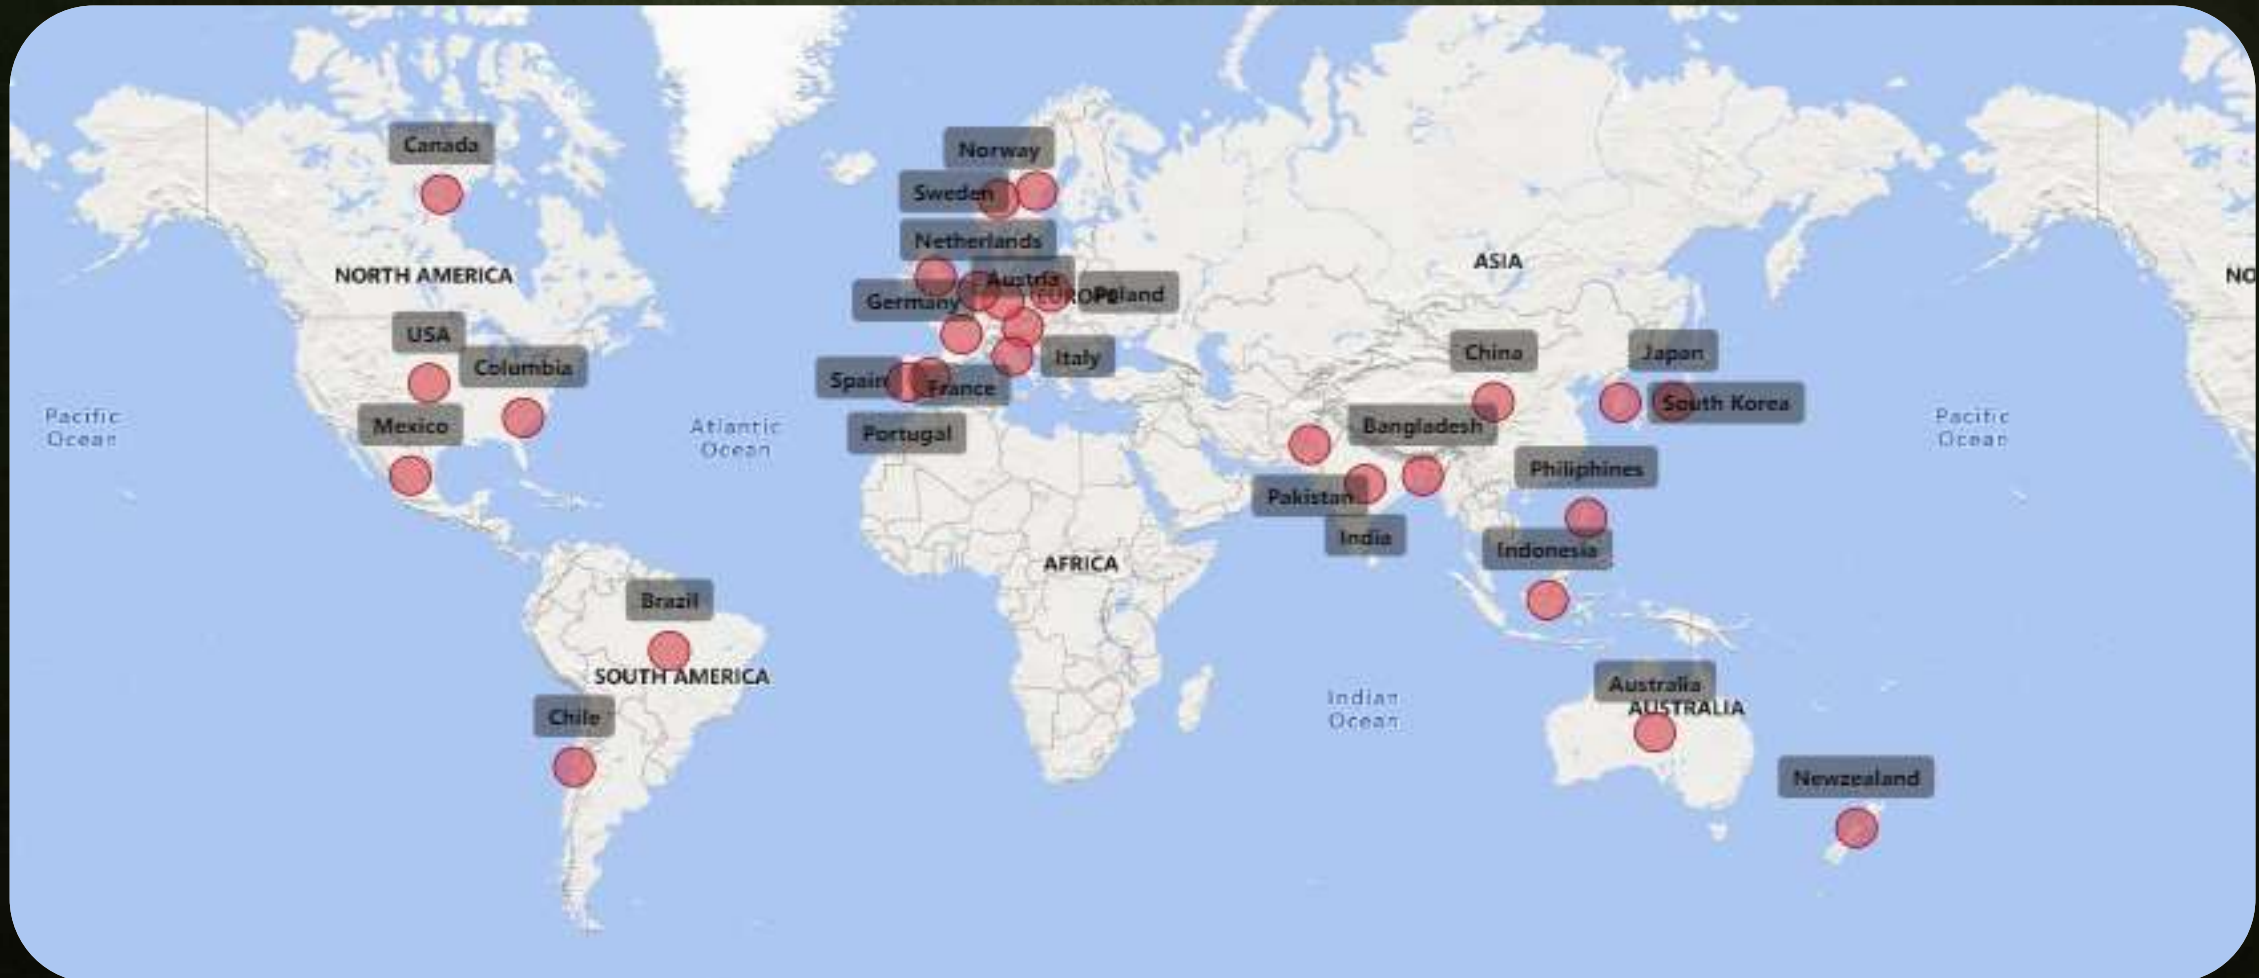 Canada
Norway
Sweden
Netherlands
ASIA
NORTH AMERICA
NO
Austria
EUROPE
Poland
Germany
USA
Columbia
China
Japan
Italy
Spain
France
South Korea
Pacific
Ocean
Mexico
Atlantic
Ocean
Portugal
Bangladesh
Pacific
Ocean
Philiphines
Pakistan
India
Indonesia
AFRICA
Brazil
SOUTH AMERICA
Australia
AUSTRALIA
Indian
Ocean
Chile
Newzealand